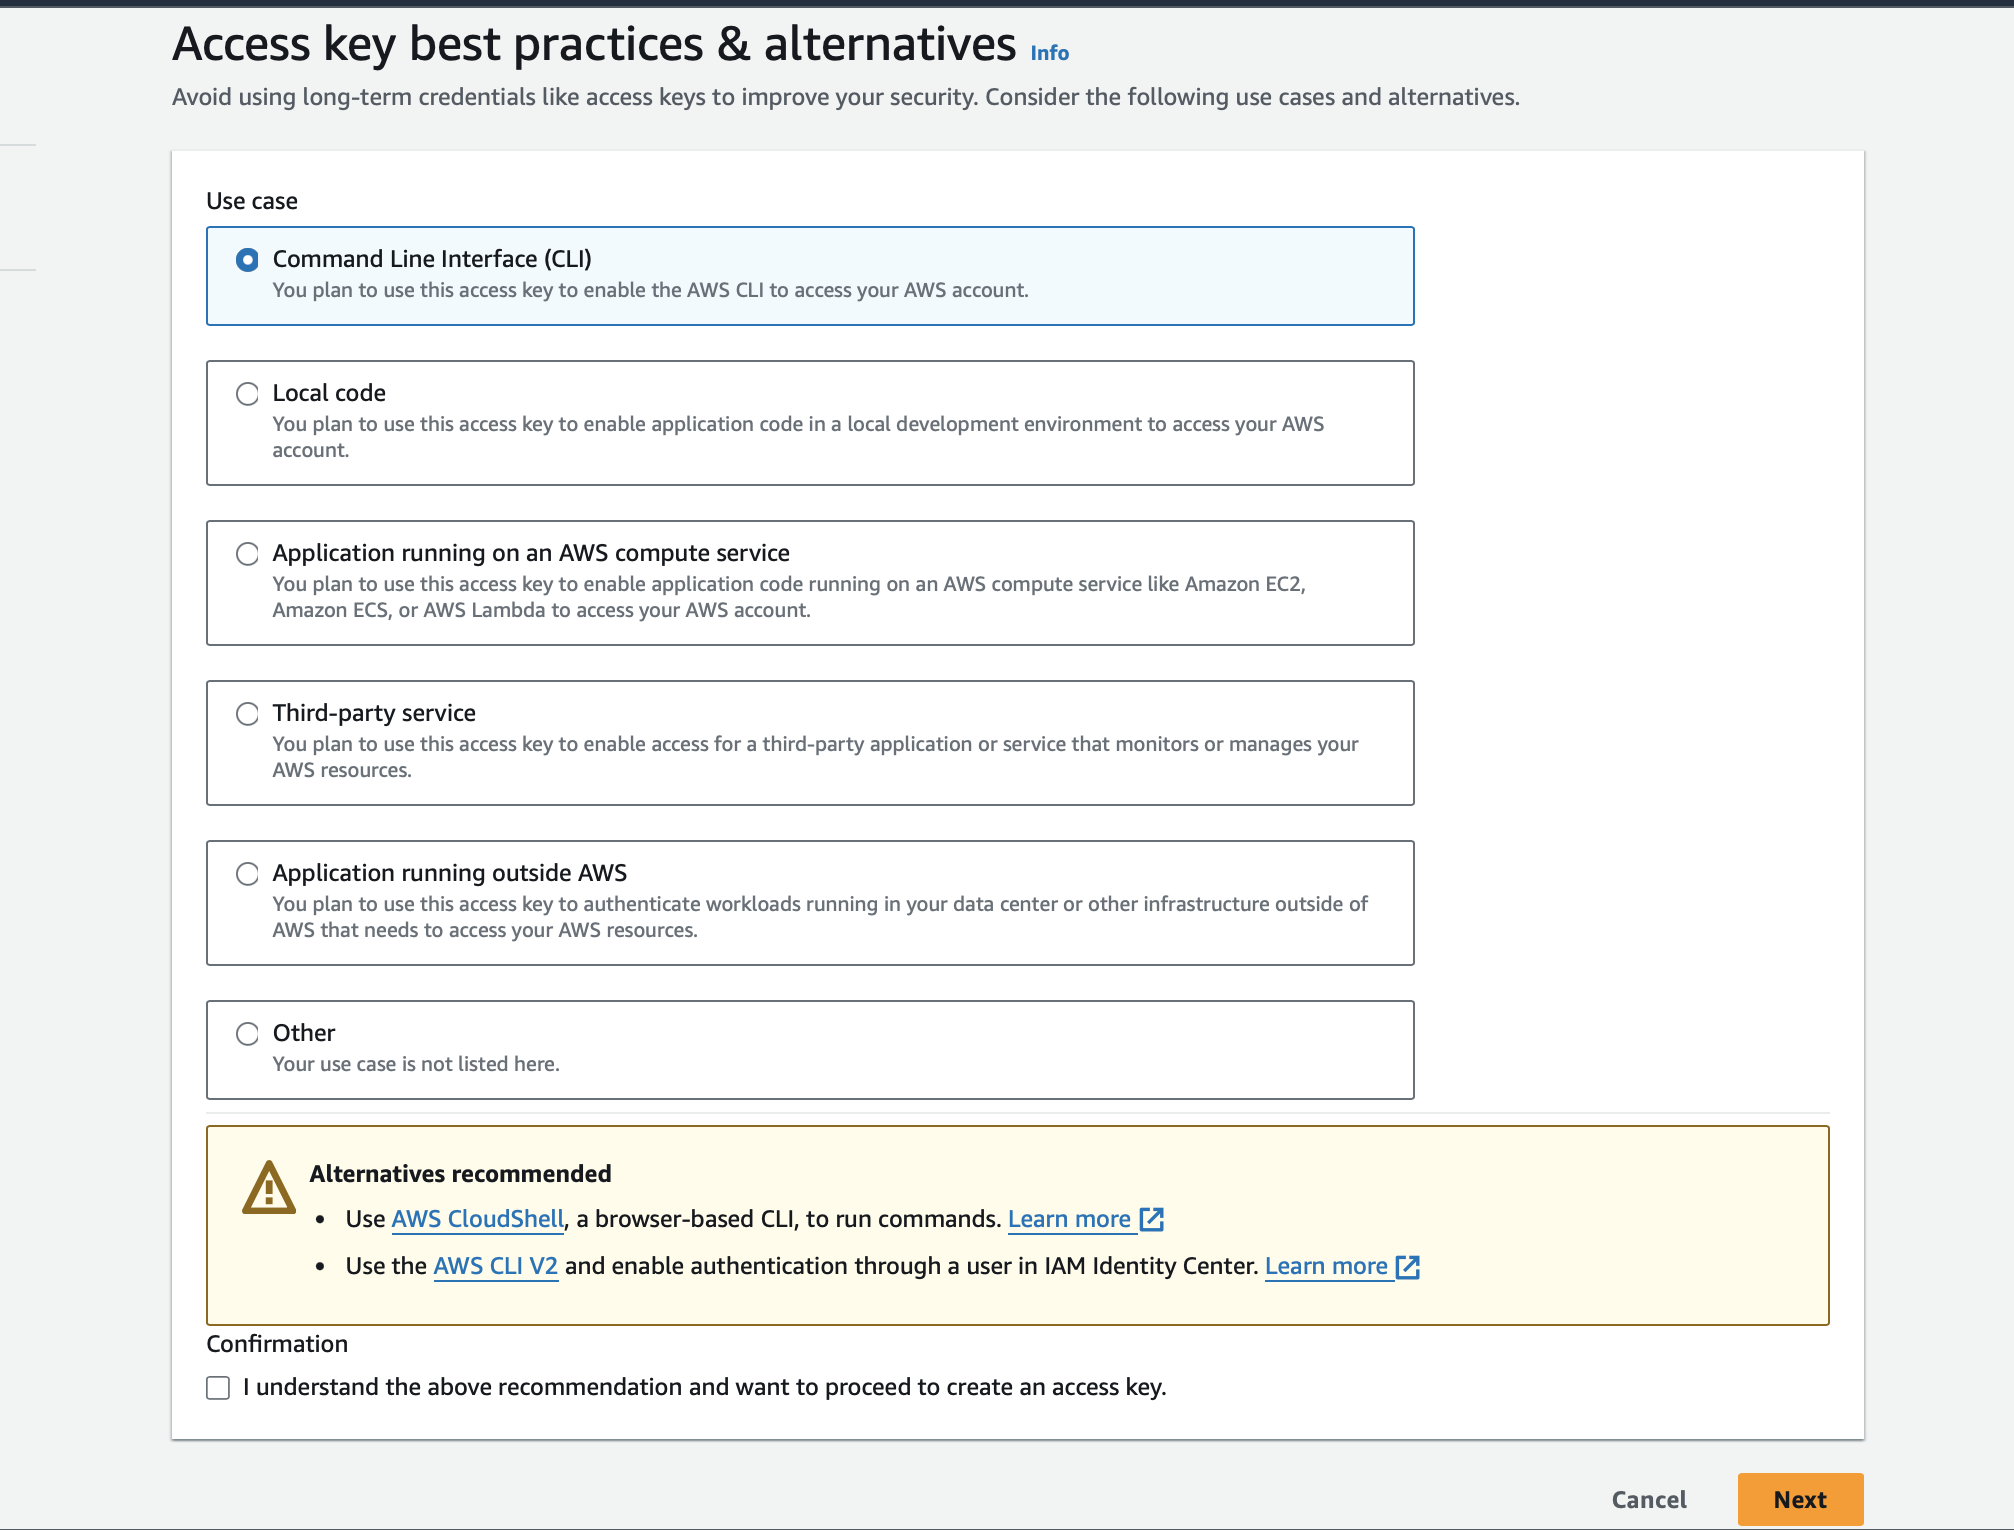 Access key best practices & alternatives Info
Avoid using long-term credentials like access keys to improve your security. Consider the following use cases and alternatives.
Use case
Command Line Interface (CLI)
You plan to use this access key to enable the AWS CLI to access your AWS account.
Local code
You plan to use this access key to enable application code in a local development environment to access your AWS
account.
Application running on an AWS compute service
You plan to use this access key to enable application code running on an AWS compute service like Amazon EC2,
Amazon ECS, or AWS Lambda to access your AWS account.
Third-party service
You plan to use this access key to enable access for a third-party application or service that monitors or manages your
AWS resources.
Application running outside AWS
You plan to use this access key to authenticate workloads running in your data center or other infrastructure outside of
AWS that needs to access your AWS resources.
Other
Your use case is not listed here.
Alternatives recommended
• Use AWS CloudShell, a browser-based CLI, to run commands. Learn more
• Use the AWS CLI V2 and enable authentication through a user in IAM Identity Center. Learn more
Confirmation
I understand the above recommendation and want to proceed to create an access key.
Cancel Next